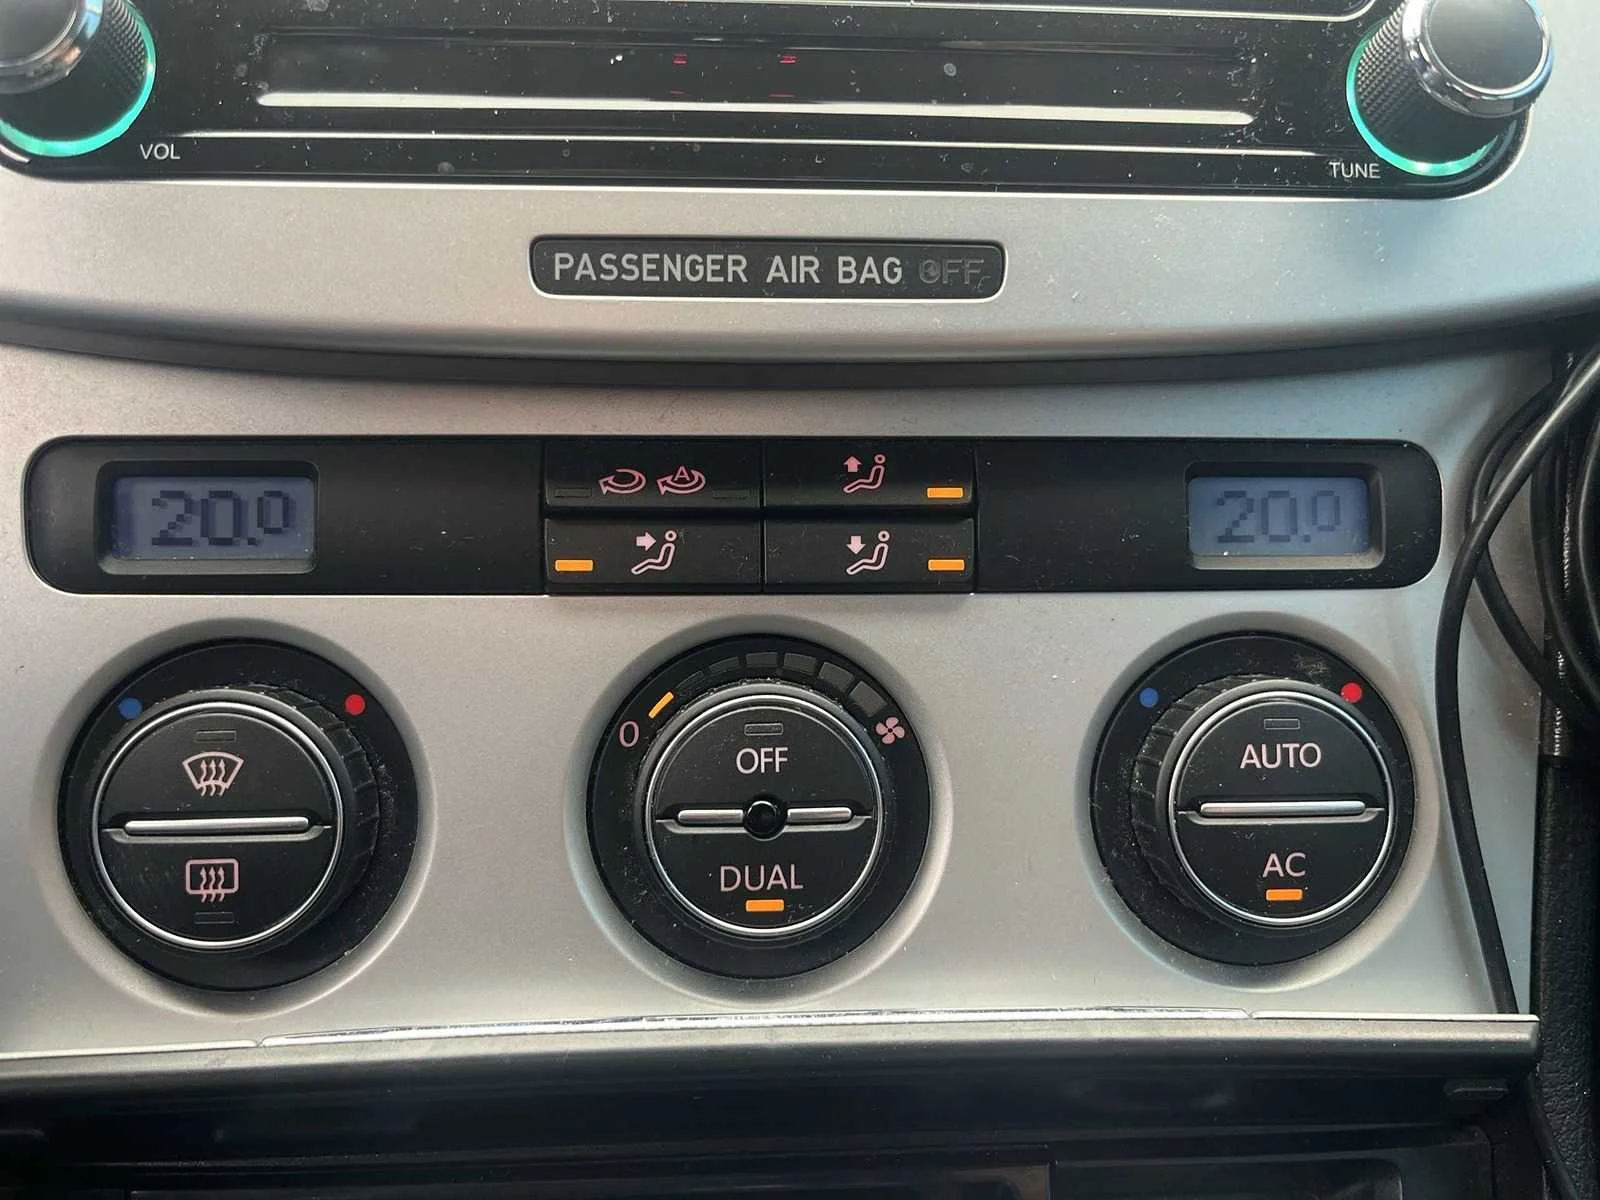 VOL
TUNE
PASSENGER AIR BAG OFF
20.0
A
20.0
0
OFF
AUTO
DUAL
AC